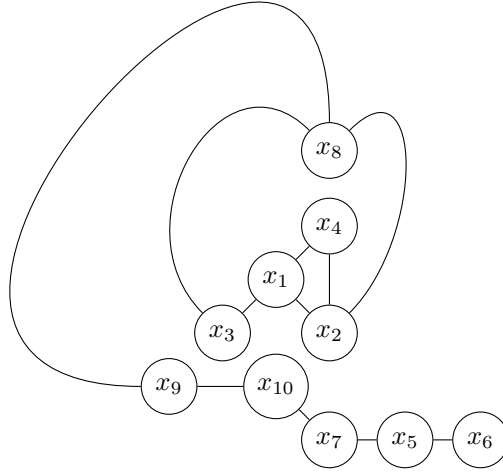 x₈
x₄
x₁
x₃ x₂
x₉ x₁₀
x₇ x₅ x₆